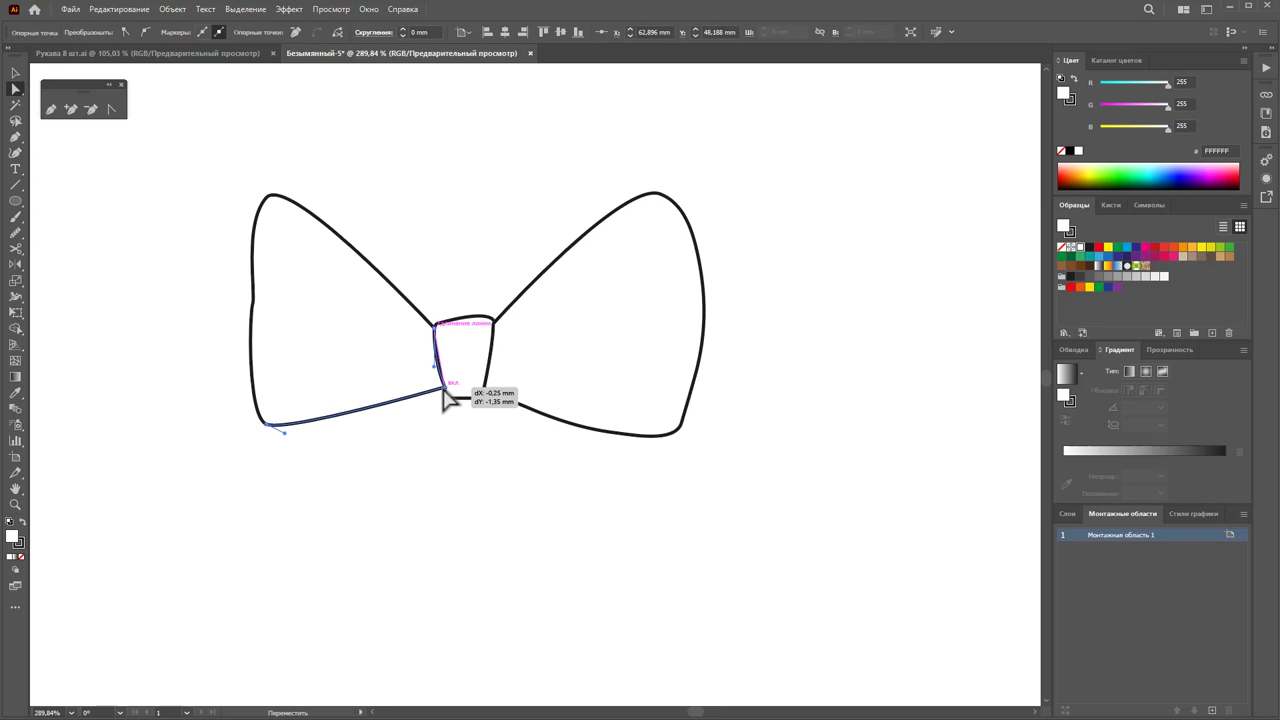 Ai
Файл
Редактирование
Объект
Текст
Выделение
Эффект
Просмотр
Окно
Справка
Опорная точка
Преобразовать:
Маркеры:
Опорные точки:
Скругления:
0 mm
X:
62,896 mm
Y:
48,188 mm
Ш:
В:
Рукава 8 шт.ai @ 105,03 % (RGB/Предварительный просмотр)
Безымянный-5* @ 289,84 % (RGB/Предварительный просмотр)
Цвет
Каталог цветов
R
255
G
255
B
255
#
FFFFFF
Образцы
Кисти
Символы
вкл.
dX: -0,25 mm
dY: -1,35 mm
Обводка
Градиент
Прозрачность
Тип:
Слои
Монтажные области
Стили графики
1
Монтажная область 1
289,84%
0°
1
Переместить